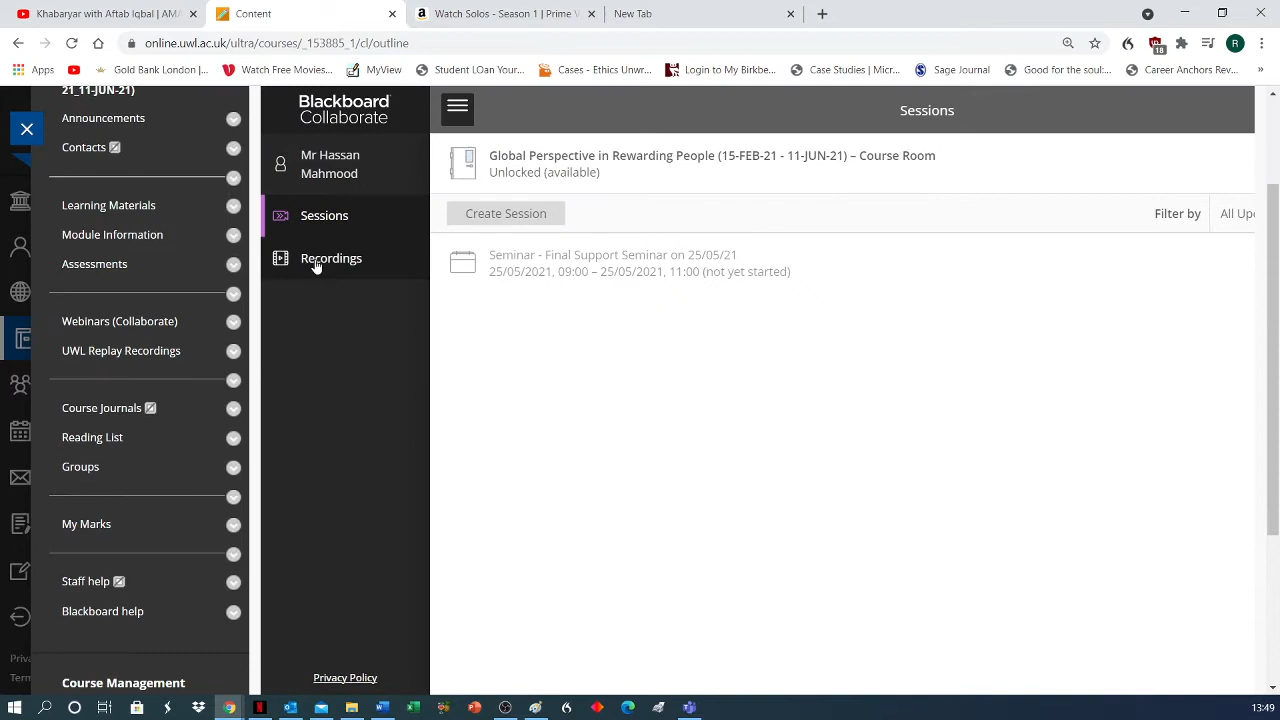 Khabaryar with Aftab Iqbal | AMA
Content
Watch Solos - Season 1 | Prime V
New Tab
online.uwl.ac.uk/ultra/courses/_153885_1/cl/outline
18
R
Apps
Gold Bank London |...
Watch Free Movies...
MyView
Student LOan Your...
Cases - Ethics Unwr...
Login to My Birkbe...
Case Studies | Micr...
Sage Journal
Good for the soul:...
Career Anchors Rev...
»
21_11-JUN-21)
Announcements
Contacts
Learning Materials
Module Information
Assessments
Webinars (Collaborate)
UWL Replay Recordings
Course Journals
Reading List
Groups
My Marks
Staff help
Blackboard help
Course Management
Priva
Term
Blackboard
Collaborate
Mr Hassan
Mahmood
Sessions
Recordings
Privacy Policy
Sessions
Global Perspective in Rewarding People (15-FEB-21 - 11-JUN-21) – Course Room
Unlocked (available)
Create Session
Filter by
All Upc
Seminar - Final Support Seminar on 25/05/21
25/05/2021, 09:00 – 25/05/2021, 11:00 (not yet started)
13:49